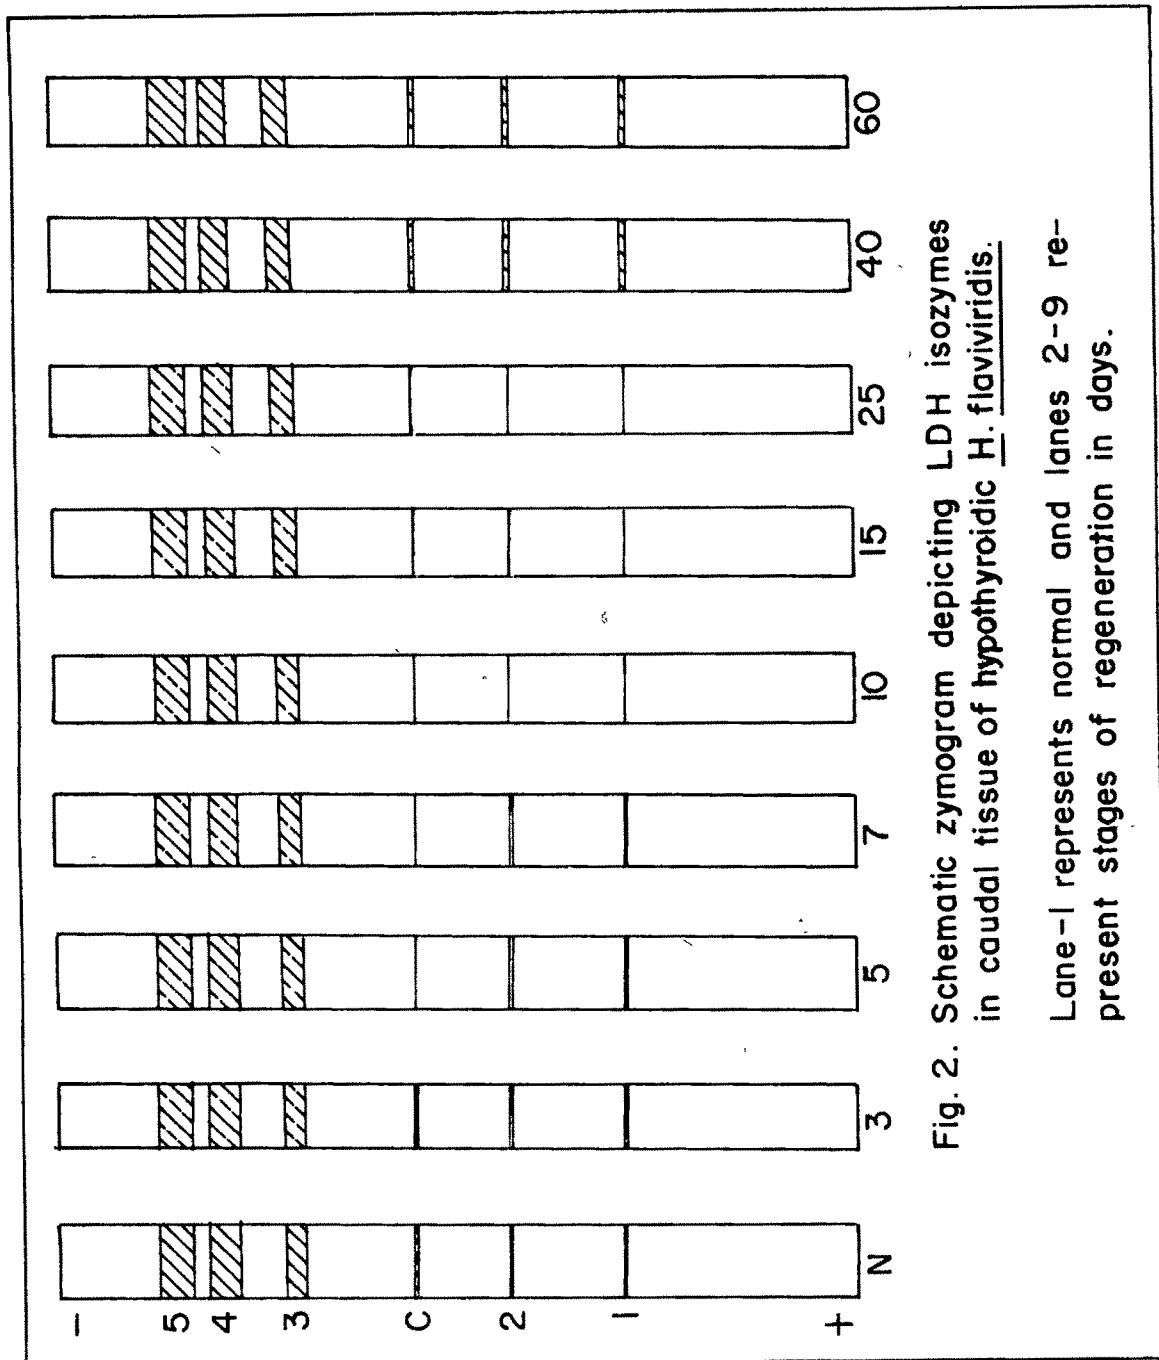 −
5
4
3
C
2
1
+
N 3 5 7 10 15 25 40 60
Fig. 2. Schematic zymogram depicting LDH isozymes
in caudal tissue of hypothyroidic H. flaviviridis.
Lane-1 represents normal and lanes 2-9 re-
present stages of regeneration in days.